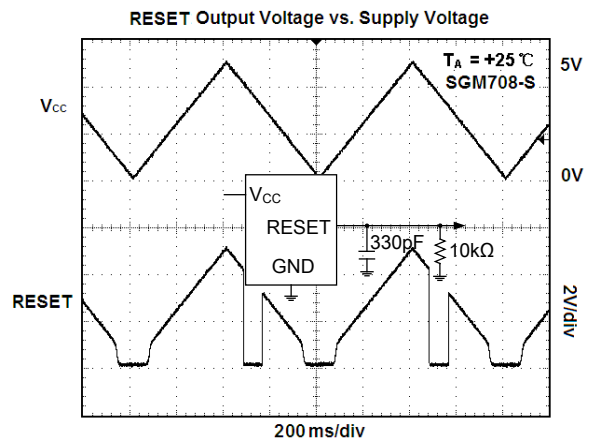 RESET Output Voltage vs. Supply Voltage
TA = +25℃
SGM708-S
5V
VCC
0V
VCC
RESET
GND
330pF
10kΩ
RESET
2V/div
200ms/div